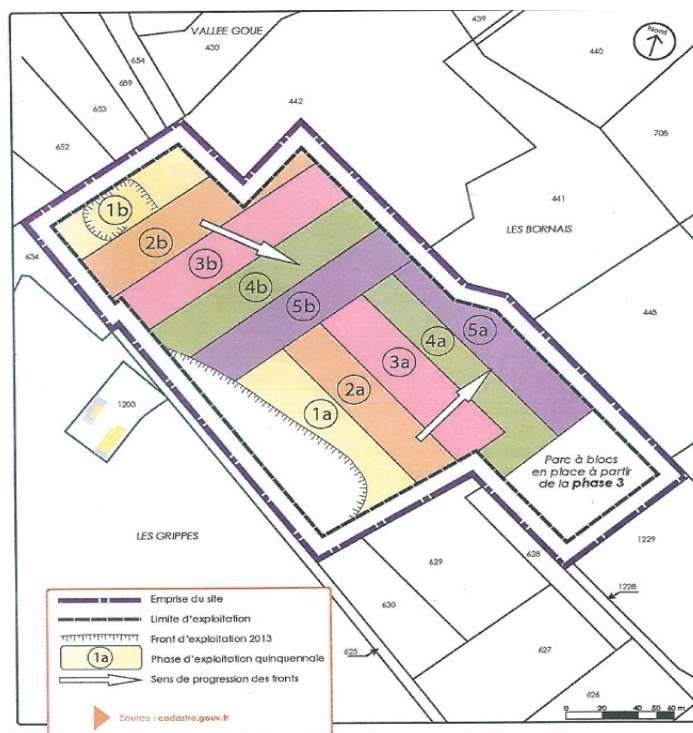 VALLEE GOUE
430
439
Nord
440
654
689
653
652
442
708
1b
441
2b
LES BORNAIS
634
3b
4b
5a
448
5b
4a
3a
2a
1203
1a
Parc à blocs
en place à partir
de la phase 3
LES GRIPPES
629
628
1229
630
1228
627
625
626
Emprise du site
Limite d'exploitation
Front d'exploitation 2013
1a
Phase d'exploitation quinquennale
Sens de progression des fronts
Source : cadastre.gouv.fr
0 20 40 50 60 m